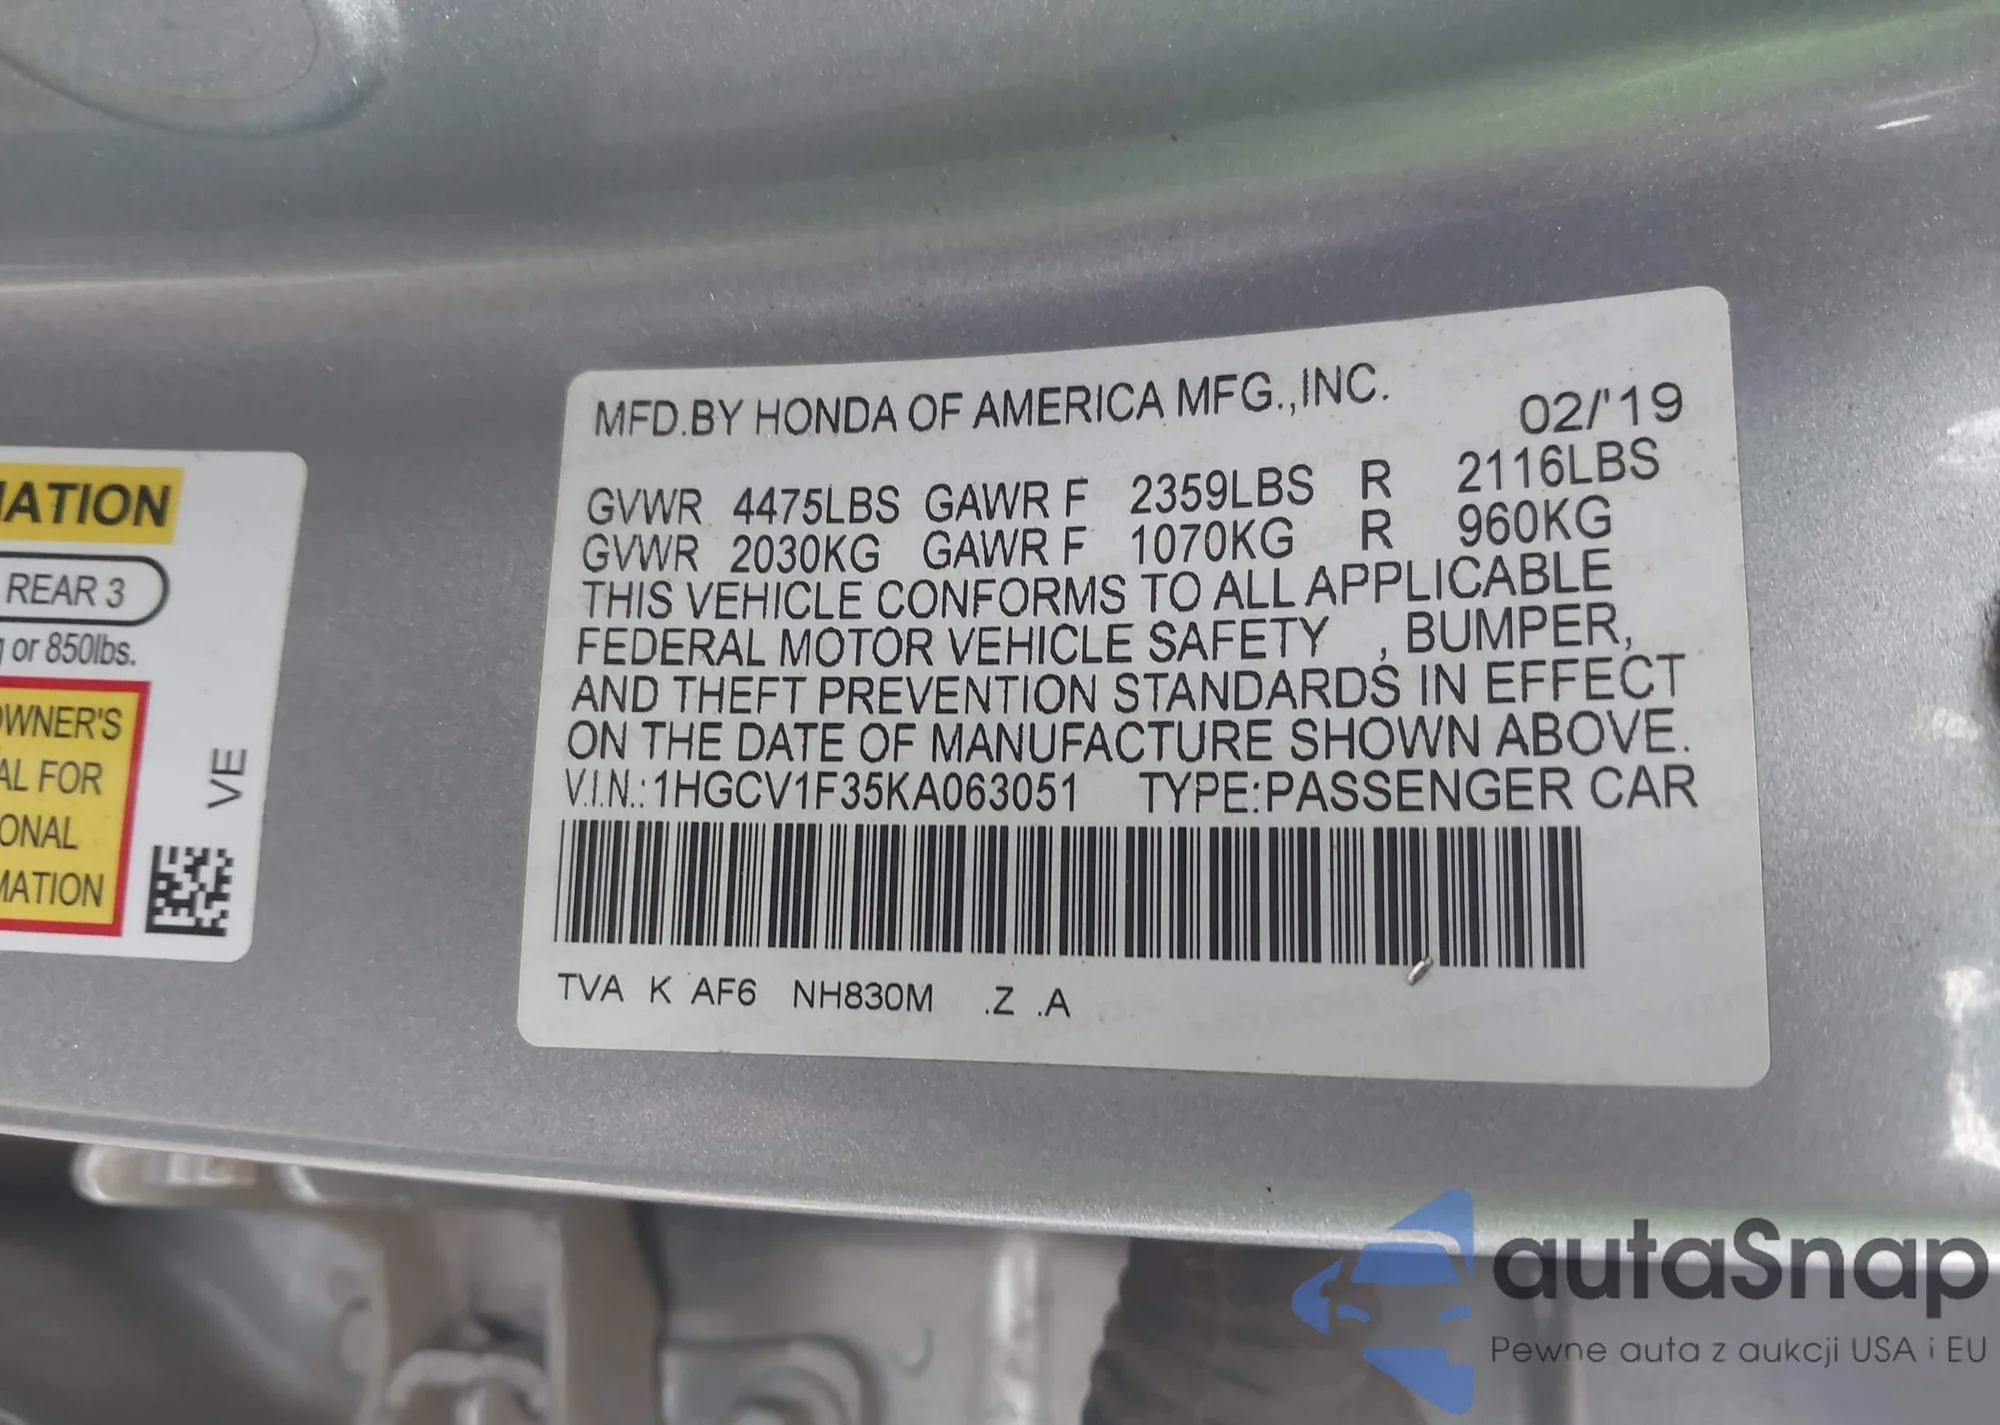 MATION
REAR 3
g or 850lbs.
OWNER'S
AL FOR
ONAL
MATION
VE
MFD.BY HONDA OF AMERICA MFG.,INC. 02/'19
GVWR 4475LBS GAWR F 2359LBS R 2116LBS
GVWR 2030KG GAWR F 1070KG R 960KG
THIS VEHICLE CONFORMS TO ALL APPLICABLE
FEDERAL MOTOR VEHICLE SAFETY , BUMPER,
AND THEFT PREVENTION STANDARDS IN EFFECT
ON THE DATE OF MANUFACTURE SHOWN ABOVE.
V.I.N.:1HGCV1F35KA063051 TYPE:PASSENGER CAR
TVA K AF6 NH830M .Z .A
autaSnap
Pewne auta z aukcji USA i EU